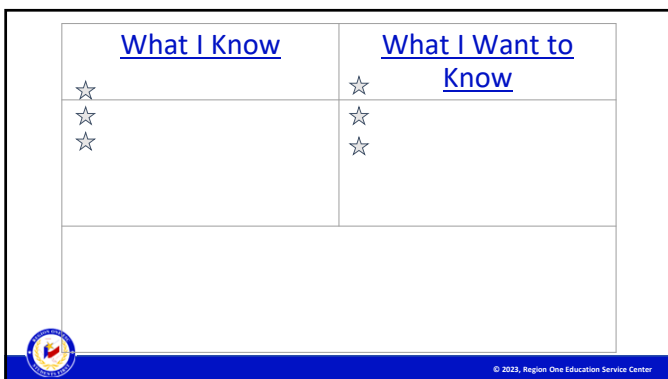 What I Know
What I Want to
Know
© 2023, Region One Education Service Center